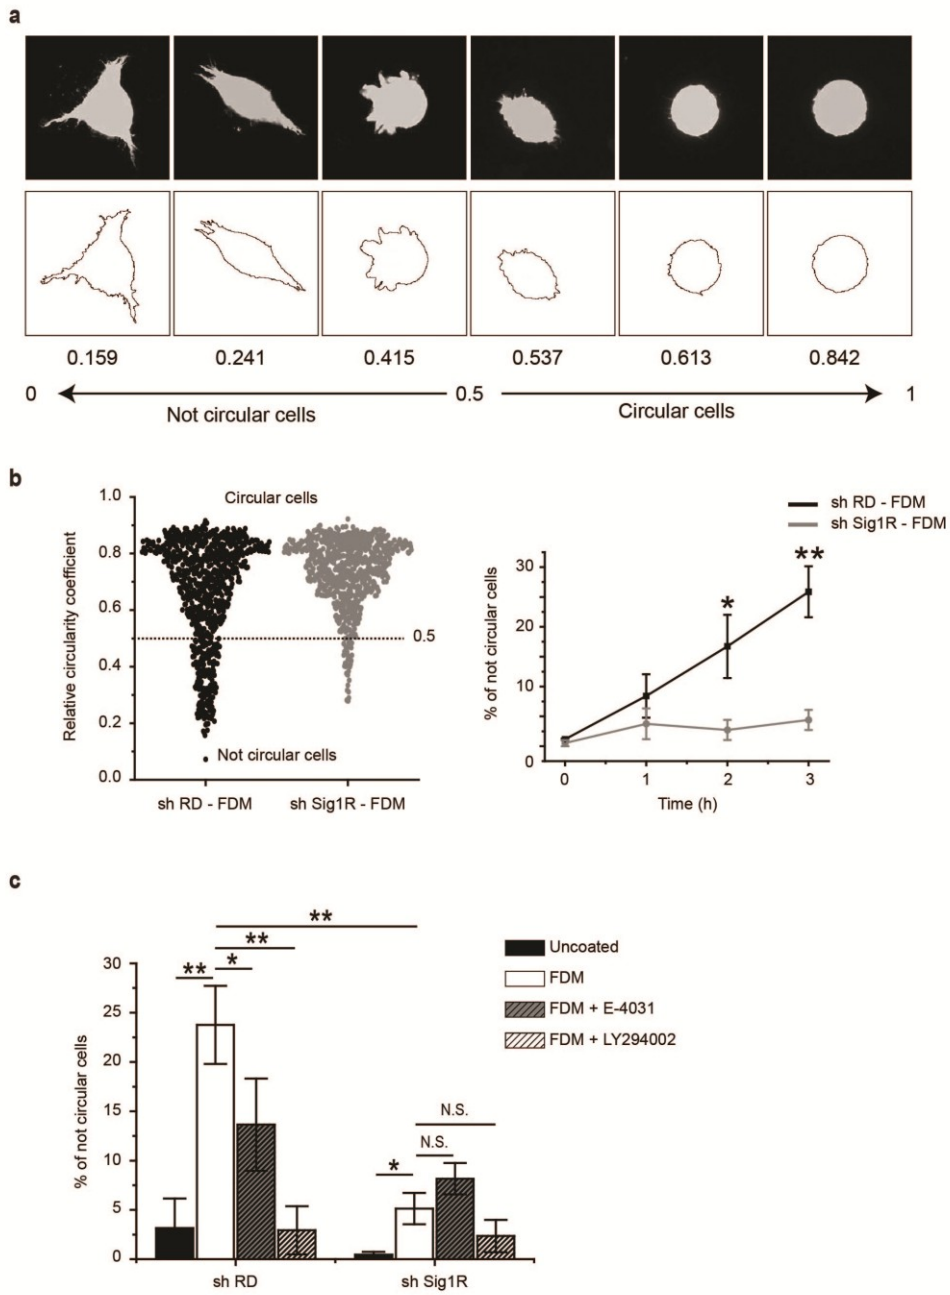 a
0.159 0.241 0.415 0.537 0.613 0.842
0 0.5 1
Not circular cells Circular cells
b
Relative circularity coefficient
1.0
0.8
0.6
0.4
0.2
0.0
Circular cells
0.5
Not circular cells
sh RD - FDM sh Sig1R - FDM
sh RD - FDM
sh Sig1R - FDM
% of not circular cells
30
20
10
0
*
**
0 1 2 3
Time (h)
c
% of not circular cells
30
25
20
15
10
5
0
**
**
** *
N.S.
N.S.
*
Uncoated
FDM
FDM + E-4031
FDM + LY294002
sh RD sh Sig1R